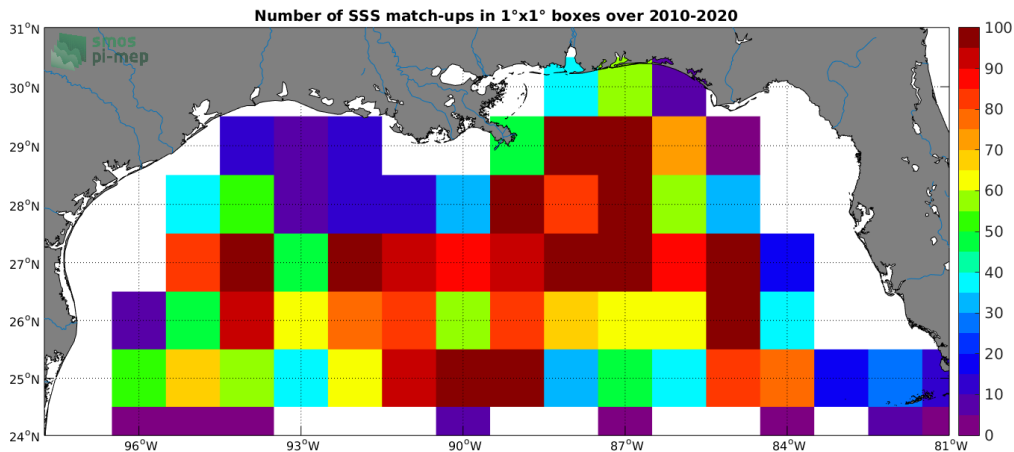 Number of SSS match-ups in 1°x1° boxes over 2010-2020
smos
pi-mep
31°N
30°N
29°N
28°N
27°N
26°N
25°N
24°N
96°W
93°W
90°W
87°W
84°W
81°W
100
90
80
70
60
50
40
30
20
10
0